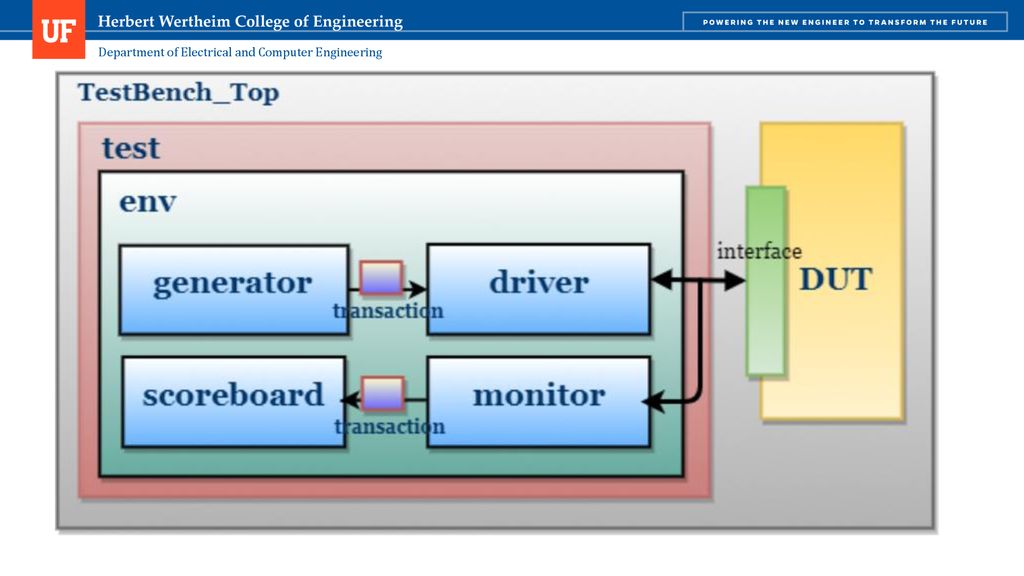 UF
Herbert Wertheim College of Engineering
POWERING THE NEW ENGINEER TO TRANSFORM THE FUTURE
Department of Electrical and Computer Engineering
TestBench_Top
test
env
generator
transaction
driver
interface
DUT
scoreboard
transaction
monitor